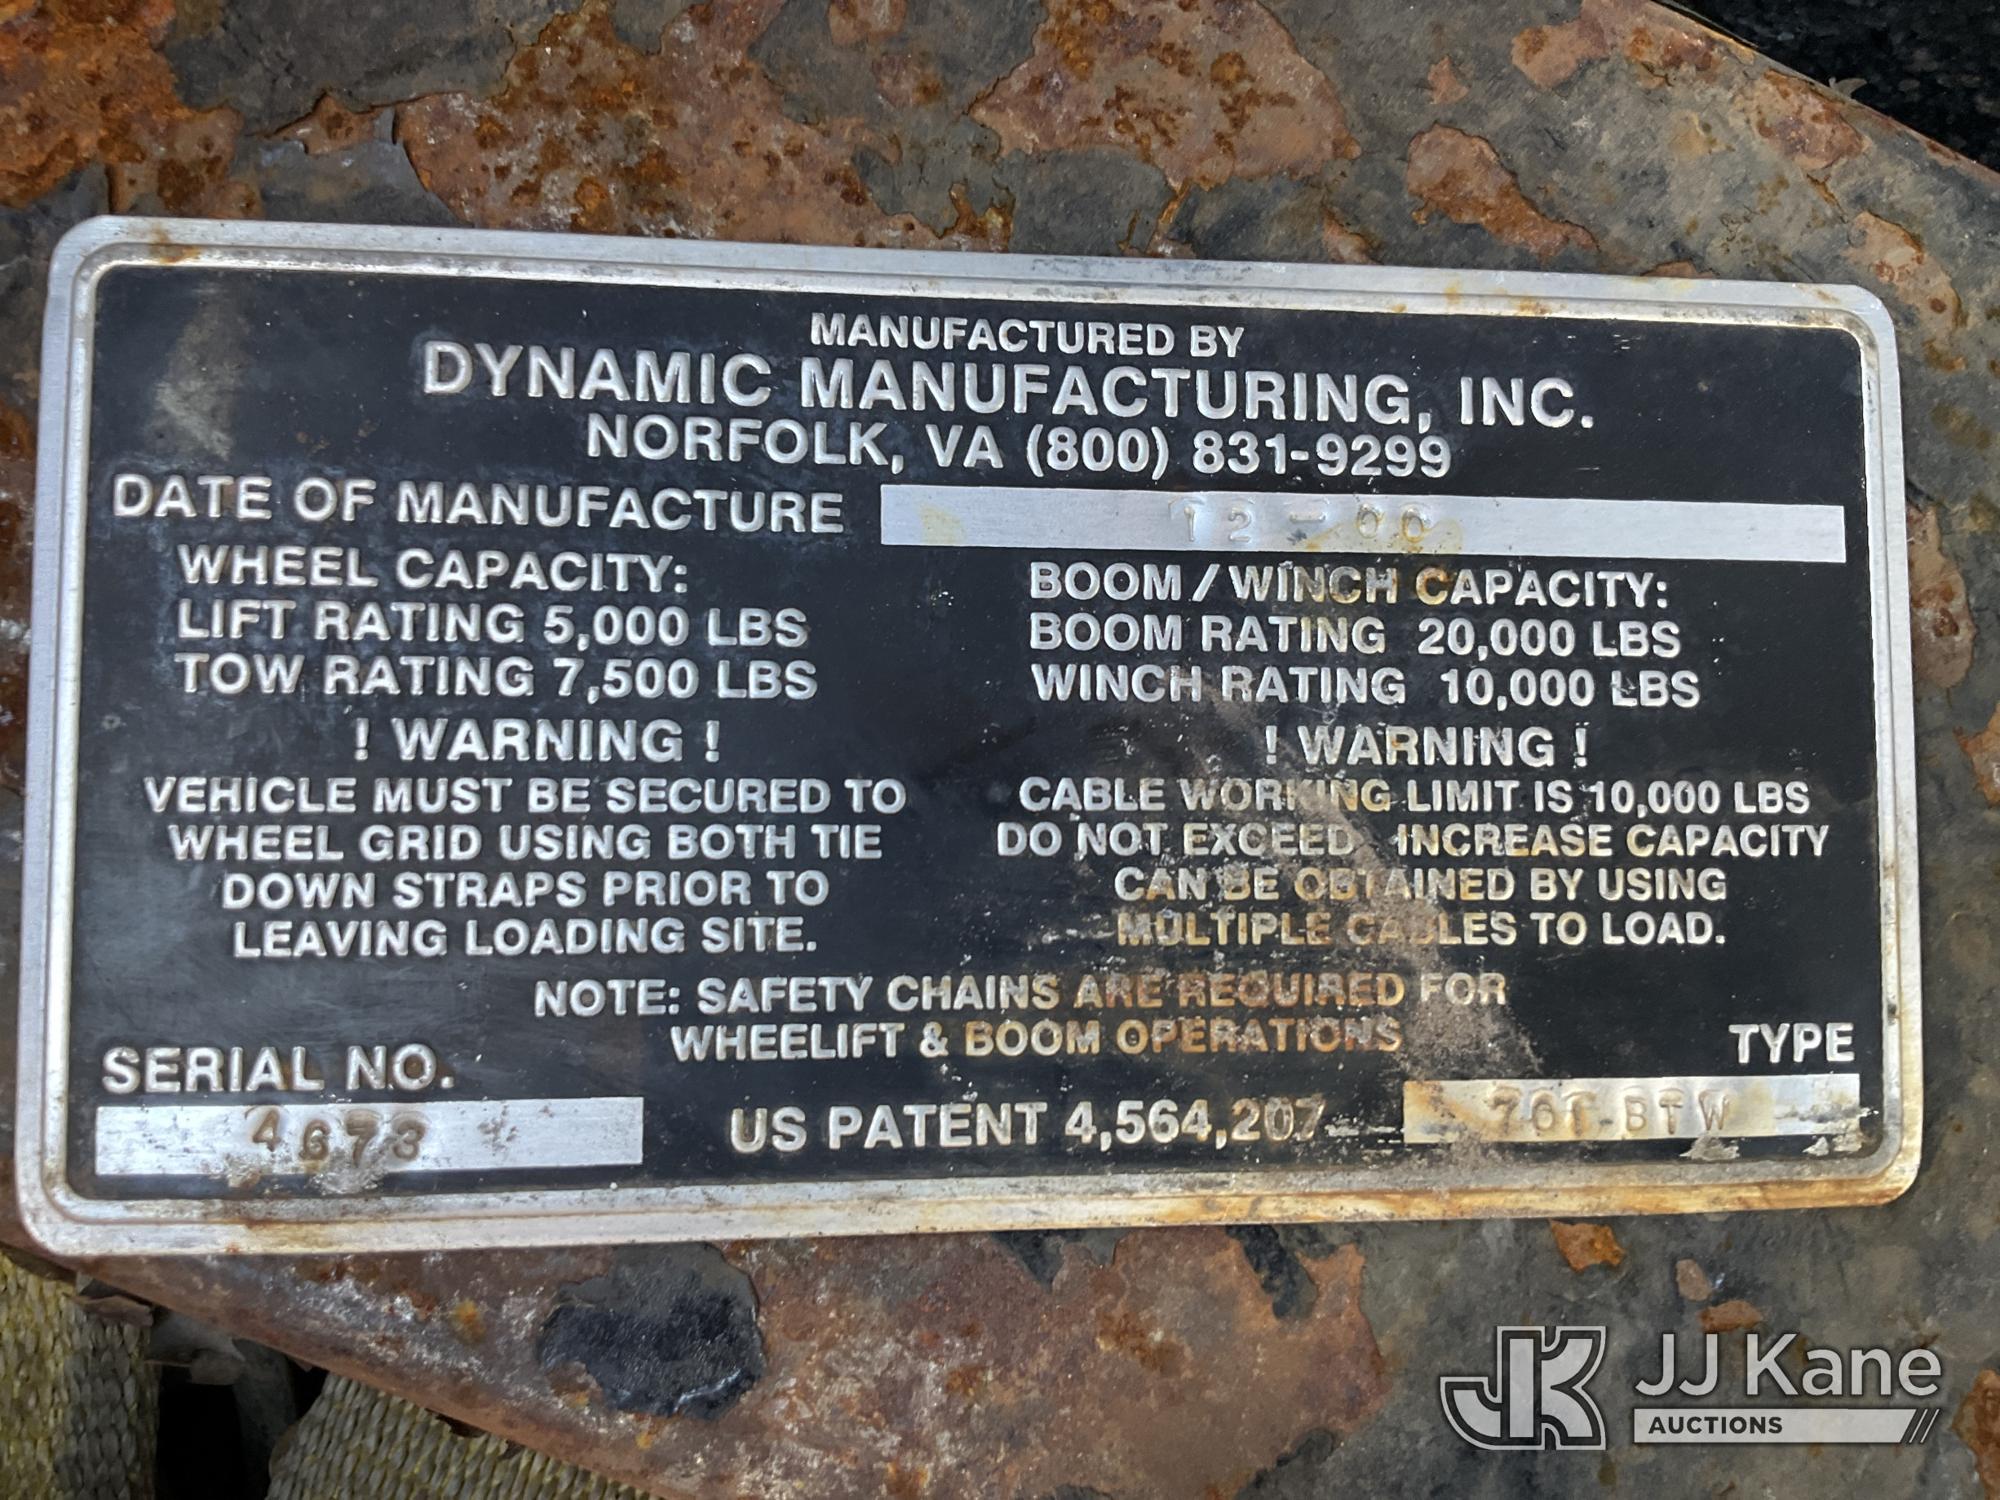 MANUFACTURED BY
DYNAMIC MANUFACTURING, INC.
NORFOLK, VA (800) 831-9299
DATE OF MANUFACTURE 12-00
WHEEL CAPACITY:
LIFT RATING 5,000 LBS
TOW RATING 7,500 LBS
! WARNING !
VEHICLE MUST BE SECURED TO
WHEEL GRID USING BOTH TIE
DOWN STRAPS PRIOR TO
LEAVING LOADING SITE.
BOOM / WINCH CAPACITY:
BOOM RATING 20,000 LBS
WINCH RATING 10,000 LBS
! WARNING !
CABLE WORKING LIMIT IS 10,000 LBS
DO NOT EXCEED INCREASE CAPACITY
CAN BE OBTAINED BY USING
MULTIPLE CABLES TO LOAD.
NOTE: SAFETY CHAINS ARE REQUIRED FOR
WHEELIFT & BOOM OPERATIONS
SERIAL NO.
4673
US PATENT 4,564,207
TYPE
BTW
JJ Kane
AUCTIONS